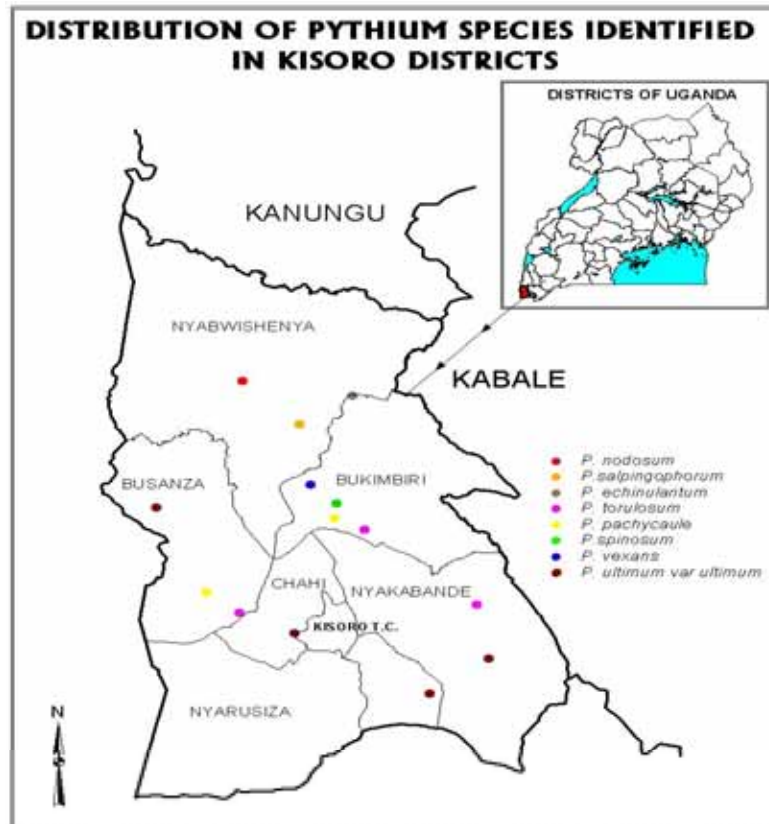 DISTRIBUTION OF PYTHIUM SPECIES IDENTIFIED
IN KISORO DISTRICTS
DISTRICTS OF UGANDA
KANUNGU
NYABWISHENYA
KABALE
BUSANZA
BUKIMBIRI
P. nodosum
P.salpingophorum
P. echinulantum
P. torulosum
P. pachycaule
P.spinosum
P. vexans
P. ultimum var ultimum
CHAHI
NYAKABANDE
KISORO T.C.
NYARUSIZA
N
S